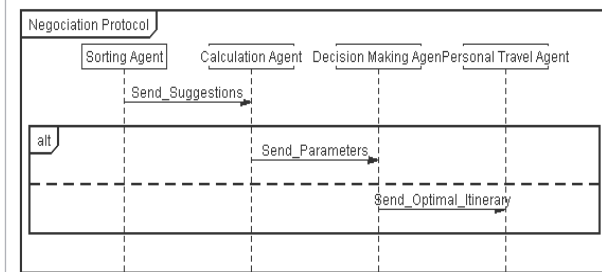 Negociation Protocol
Sorting Agent Calculation Agent Decision Making Agen Personal Travel Agent
Send_Suggestions
alt
Send_Parameters
Send_Optimal_Itinerary